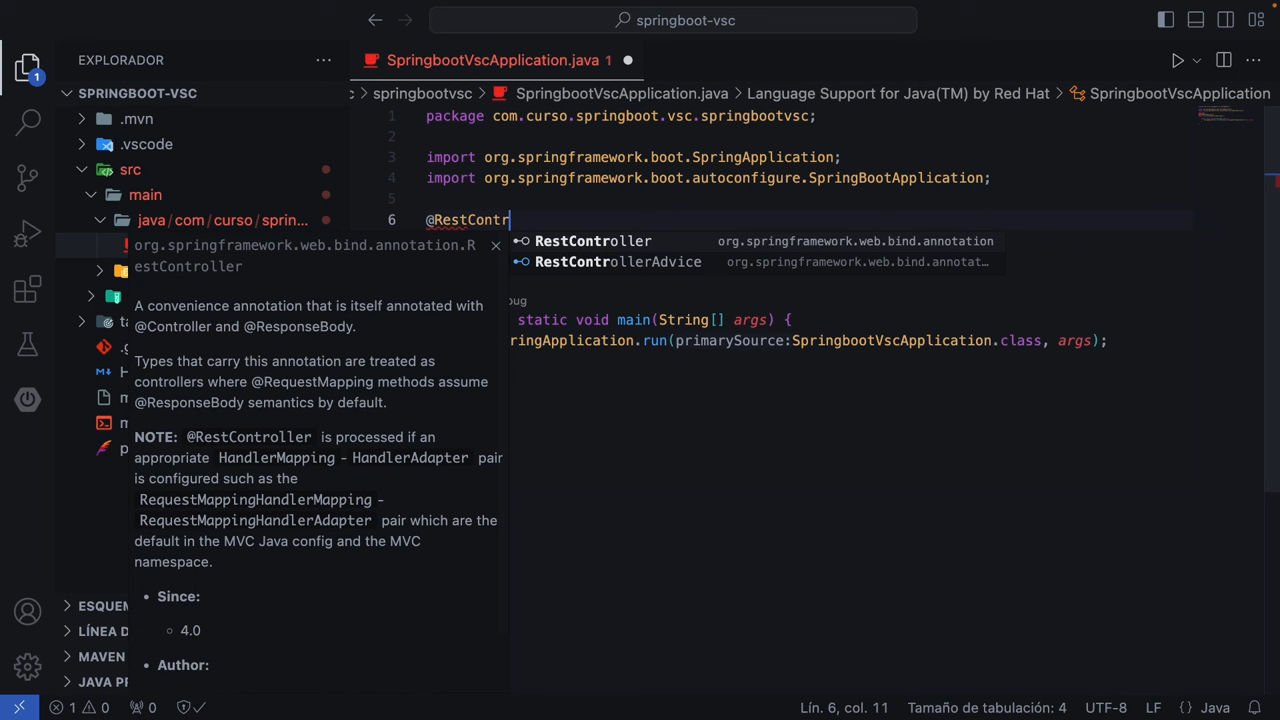 springboot-vsc
EXPLORADOR
SPRINGBOOT-VSC
.mvn
.vscode
src
main
java/com/curso/sprin...
1
SpringbootVscApplication.java 1
springbootvsc > SpringbootVscApplication.java > Language Support for Java(TM) by Red Hat > SpringbootVscApplication
1 package com.curso.springboot.vsc.springbootvsc;
2
3 import org.springframework.boot.SpringApplication;
4 import org.springframework.boot.autoconfigure.SpringBootApplication;
5
6 @RestContr
RestController org.springframework.web.bind.annotation
RestControllerAdvice org.springframework.web.bind.annotat…
static void main(String[] args) {
ringApplication.run(primarySource:SpringbootVscApplication.class, args);
org.springframework.web.bind.annotation.R
estController
A convenience annotation that is itself annotated with
@Controller and @ResponseBody.
Types that carry this annotation are treated as
controllers where @RequestMapping methods assume
@ResponseBody semantics by default.
NOTE: @RestController is processed if an
appropriate HandlerMapping - HandlerAdapter pair
is configured such as the
RequestMappingHandlerMapping -
RequestMappingHandlerAdapter pair which are the
default in the MVC Java config and the MVC
namespace.
• Since:
4.0
• Author:
ESQUEM
LÍNEA D
MAVEN
JAVA PR
1 0 0
Lín. 6, col. 11 Tamaño de tabulación: 4 UTF-8 LF {} Java